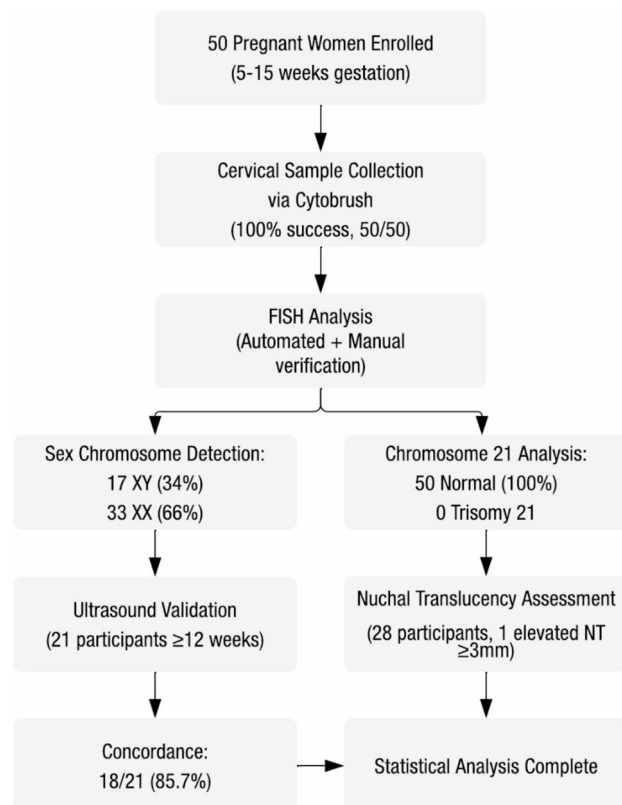 50 Pregnant Women Enrolled
(5-15 weeks gestation)
Cervical Sample Collection
via Cytobrush
(100% success, 50/50)
FISH Analysis
(Automated + Manual
verification)
Sex Chromosome Detection:
17 XY (34%)
33 XX (66%)
Chromosome 21 Analysis:
50 Normal (100%)
0 Trisomy 21
Ultrasound Validation
(21 participants ≥12 weeks)
Nuchal Translucency Assessment
(28 participants, 1 elevated NT
≥3mm)
Concordance:
18/21 (85.7%)
Statistical Analysis Complete